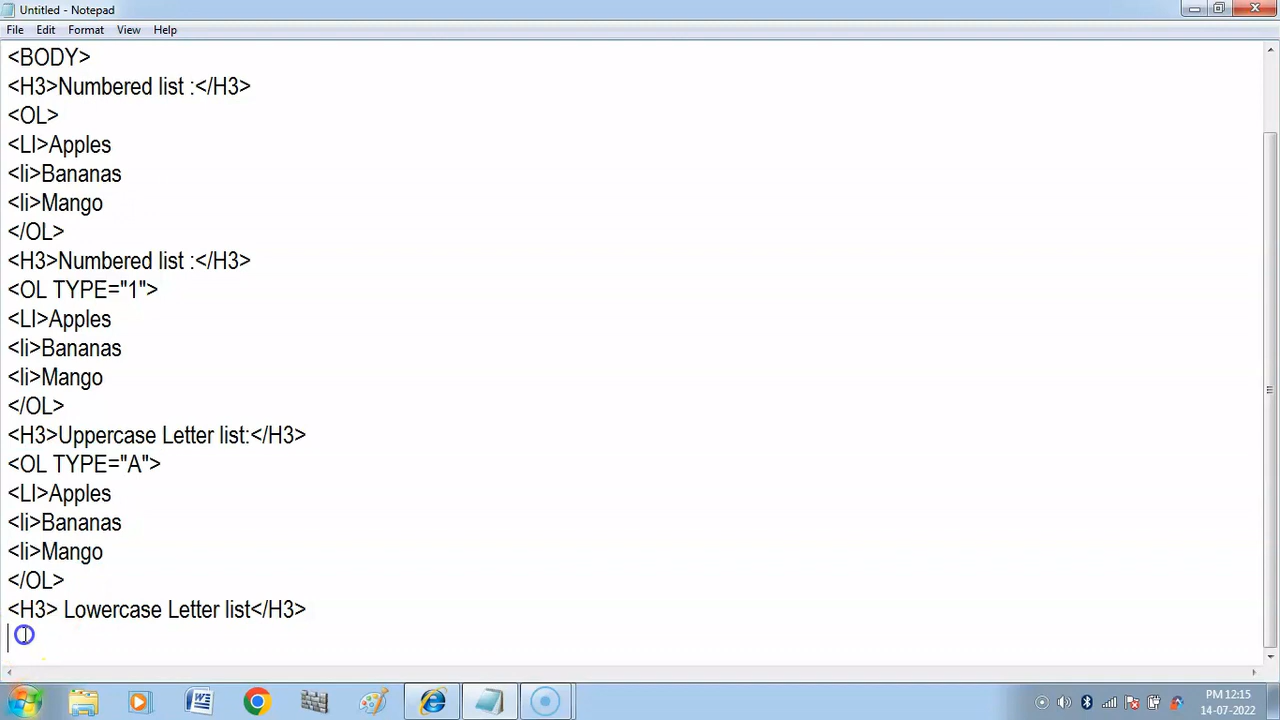 Untitled - Notepad
File Edit Format View Help
<BODY>
<H3>Numbered list :</H3>
<OL>
<LI>Apples
<li>Bananas
<li>Mango
</OL>
<H3>Numbered list :</H3>
<OL TYPE="1">
<LI>Apples
<li>Bananas
<li>Mango
</OL>
<H3>Uppercase Letter list:</H3>
<OL TYPE="A">
<LI>Apples
<li>Bananas
<li>Mango
</OL>
<H3> Lowercase Letter list</H3>
PM 12:15
14-07-2022